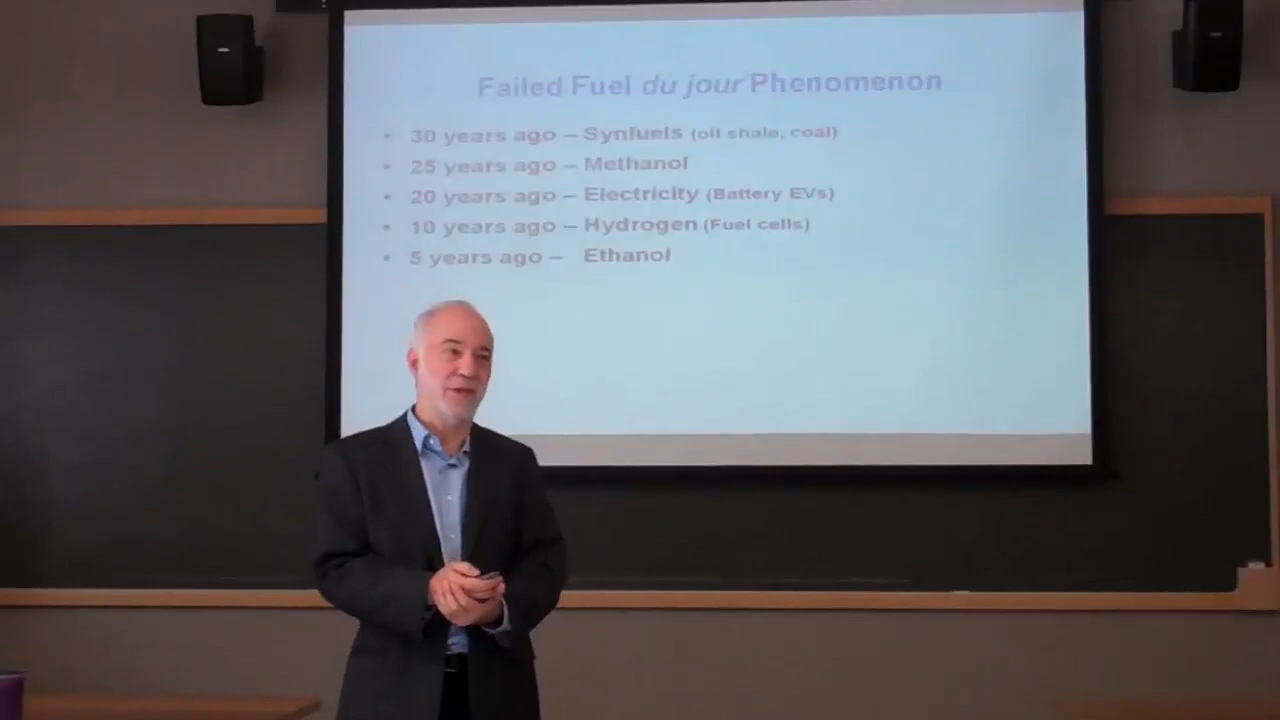 Failed Fuel du jour Phenomenon
• 30 years ago – Synfuels (oil shale, coal)
• 25 years ago – Methanol
• 20 years ago – Electricity (Battery EVs)
• 10 years ago – Hydrogen (Fuel cells)
• 5 years ago – Ethanol